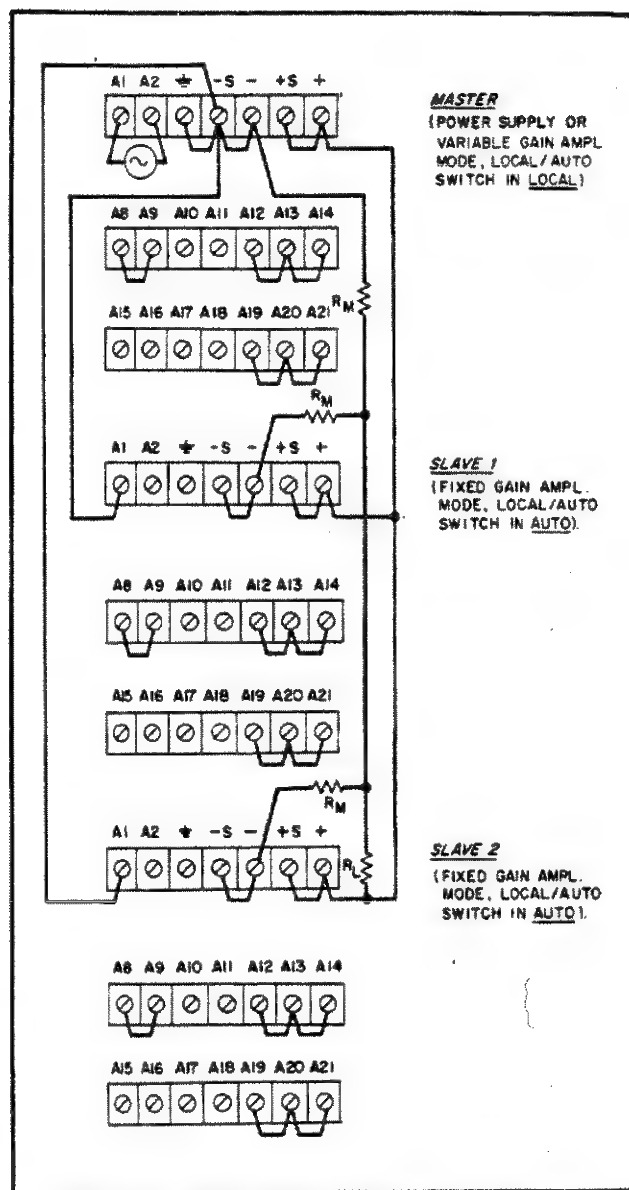 A1 A2 ⏚ -S - +S +
MASTER
(POWER SUPPLY OR
VARIABLE GAIN AMPL
MODE, LOCAL/AUTO
SWITCH IN LOCAL)
A8 A9 A10 A11 A12 A13 A14
RM
A15 A16 A17 A18 A19 A20 A21
RM
A1 A2 ⏚ -S - +S +
SLAVE 1
(FIXED GAIN AMPL.
MODE, LOCAL/AUTO
SWITCH IN AUTO).
A8 A9 A10 A11 A12 A13 A14
A15 A16 A17 A18 A19 A20 A21
RM
A1 A2 ⏚ -S - +S +
RL
SLAVE 2
(FIXED GAIN AMPL.
MODE, LOCAL/AUTO
SWITCH IN AUTO).
A8 A9 A10 A11 A12 A13 A14
A15 A16 A17 A18 A19 A20 A21